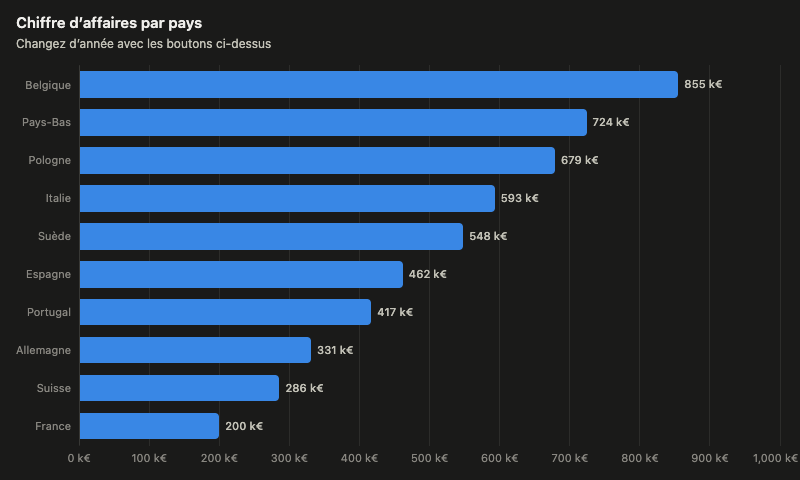 Chiffre d’affaires par pays
Changez d’année avec les boutons ci-dessus
Belgique 855 k€
Pays-Bas 724 k€
Pologne 679 k€
Italie 593 k€
Suède 548 k€
Espagne 462 k€
Portugal 417 k€
Allemagne 331 k€
Suisse 286 k€
France 200 k€
0 k€ 100 k€ 200 k€ 300 k€ 400 k€ 500 k€ 600 k€ 700 k€ 800 k€ 900 k€ 1,000 k€